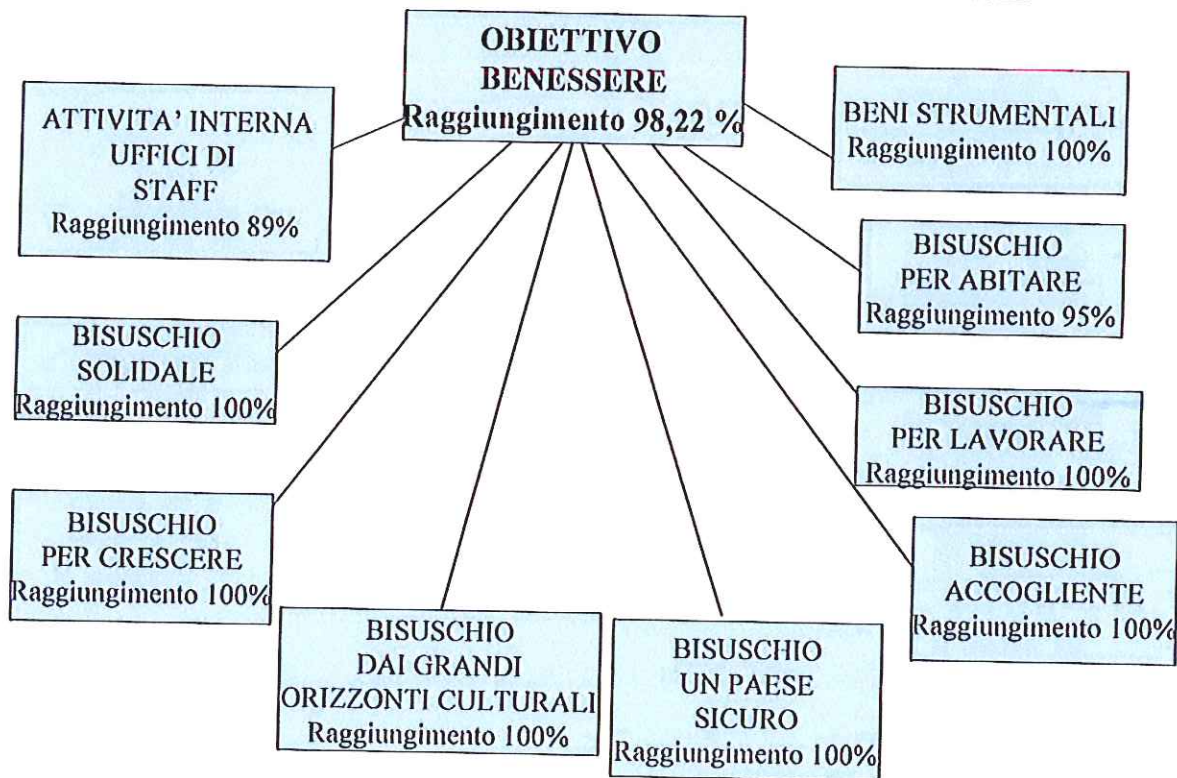 OBIETTIVO
BENESSERE
Raggiungimento 98,22 %
ATTIVITA' INTERNA
UFFICI DI
STAFF
Raggiungimento 89%
BENI STRUMENTALI
Raggiungimento 100%
BISUSCHIO
PER ABITARE
Raggiungimento 95%
BISUSCHIO
SOLIDALE
Raggiungimento 100%
BISUSCHIO
PER LAVORARE
Raggiungimento 100%
BISUSCHIO
PER CRESCERE
Raggiungimento 100%
BISUSCHIO
ACCOGLIENTE
Raggiungimento 100%
BISUSCHIO
DAI GRANDI
ORIZZONTI CULTURALI
Raggiungimento 100%
BISUSCHIO
UN PAESE
SICURO
Raggiungimento 100%